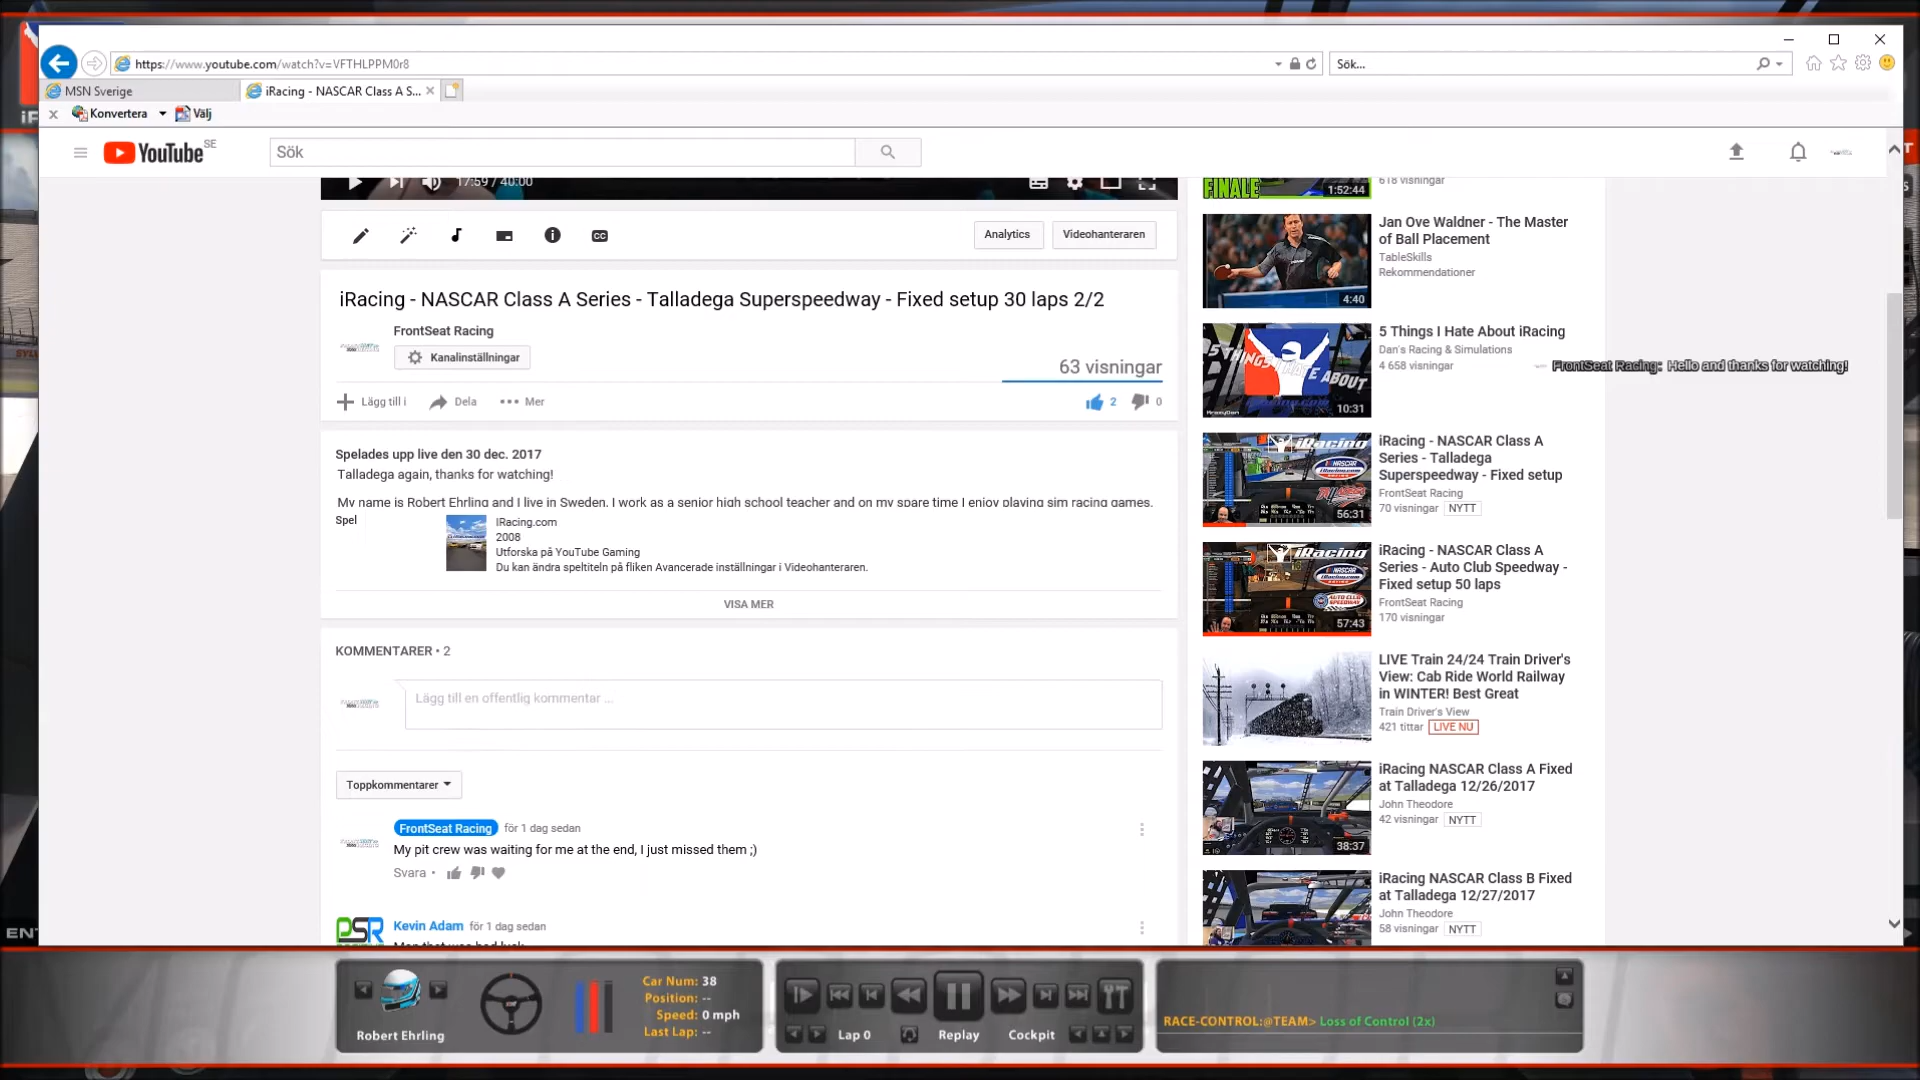 https://www.youtube.com/watch?v=VFTHLPPM0r8
Sök...
MSN Sverige
iRacing - NASCAR Class A S...
Konvertera
Välj
YouTube SE
Sök
17:59 / 40:00
Analytics
Videohanteraren
iRacing - NASCAR Class A Series - Talladega Superspeedway - Fixed setup 30 laps 2/2
FrontSeat Racing
Kanalinställningar
63 visningar
Lägg till i
Dela
Mer
2
0
Spelades upp live den 30 dec. 2017
Talladega again, thanks for watching!
My name is Robert Ehrling and I live in Sweden. I work as a senior high school teacher and on my spare time I enjoy playing sim racing games.
Spel
IRacing.com
2008
Utforska på YouTube Gaming
Du kan ändra speltiteln på fliken Avancerade inställningar i Videohanteraren.
VISA MER
KOMMENTARER • 2
Lägg till en offentlig kommentar ...
Toppkommentarer
FrontSeat Racing för 1 dag sedan
My pit crew was waiting for me at the end, I just missed them ;)
Svara •
PSR
Kevin Adam för 1 dag sedan
Man that was bad luck
FINALE
1:52:44
618 visningar
4:40
Jan Ove Waldner - The Master
of Ball Placement
TableSkills
Rekommendationer
5 THINGS I HATE ABOUT
10:31
5 Things I Hate About iRacing
Dan's Racing & Simulations
4 658 visningar
FrontSeat Racing: Hello and thanks for watching!
iRacing
56:31
iRacing - NASCAR Class A
Series - Talladega
Superspeedway - Fixed setup
FrontSeat Racing
70 visningar NYTT
iRacing
AUTO CLUB
57:43
iRacing - NASCAR Class A
Series - Auto Club Speedway -
Fixed setup 50 laps
FrontSeat Racing
170 visningar
LIVE Train 24/24 Train Driver's
View: Cab Ride World Railway
in WINTER! Best Great
Train Driver's View
421 tittar LIVE NU
38:37
iRacing NASCAR Class A Fixed
at Talladega 12/26/2017
John Theodore
42 visningar NYTT
iRacing NASCAR Class B Fixed
at Talladega 12/27/2017
John Theodore
58 visningar NYTT
Robert Ehrling
Car Num: 38
Position: --
Speed: 0 mph
Last Lap: --
Lap 0
Replay
Cockpit
RACE-CONTROL:@TEAM> Loss of Control (2x)